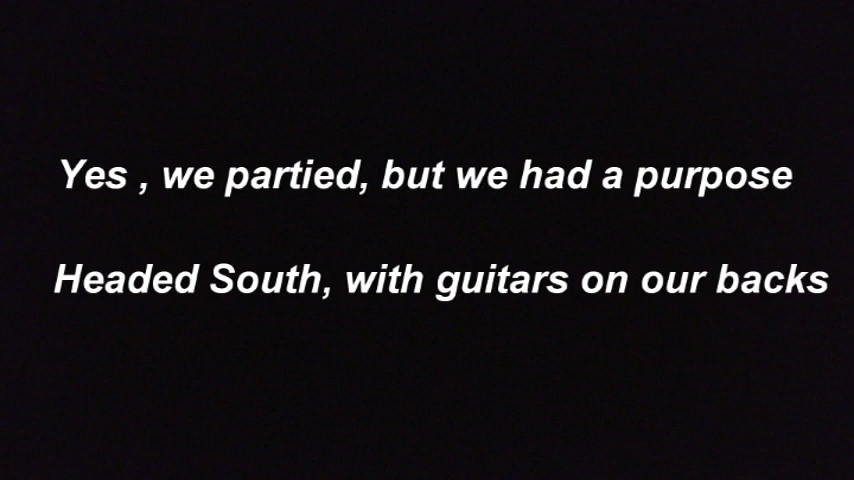 Yes , we partied, but we had a purpose
Headed South, with guitars on our backs